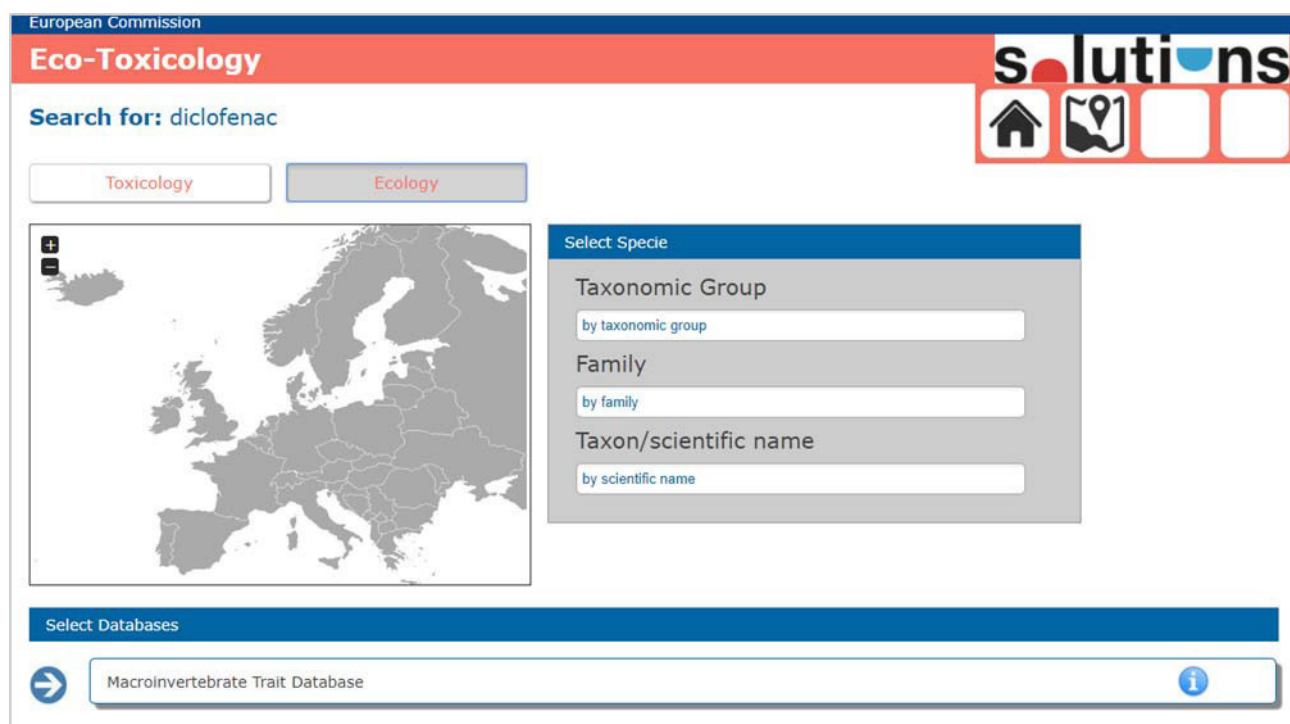 European Commission
Eco-Toxicology
solutions
Search for: diclofenac
Toxicology
Ecology
+
−
Select Specie
Taxonomic Group
by taxonomic group
Family
by family
Taxon/scientific name
by scientific name
Select Databases
Macroinvertebrate Trait Database
i